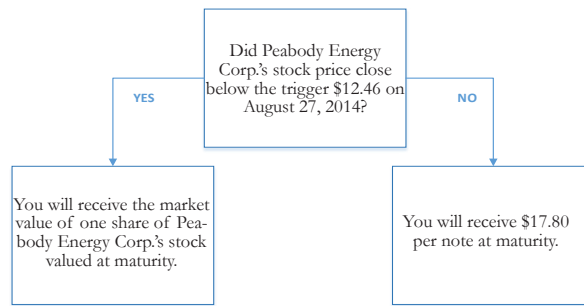 Did Peabody Energy
Corp.'s stock price close
below the trigger $12.46 on
August 27, 2014?
YES
NO
You will receive the market
value of one share of Pea-
body Energy Corp.'s stock
valued at maturity.
You will receive $17.80
per note at maturity.